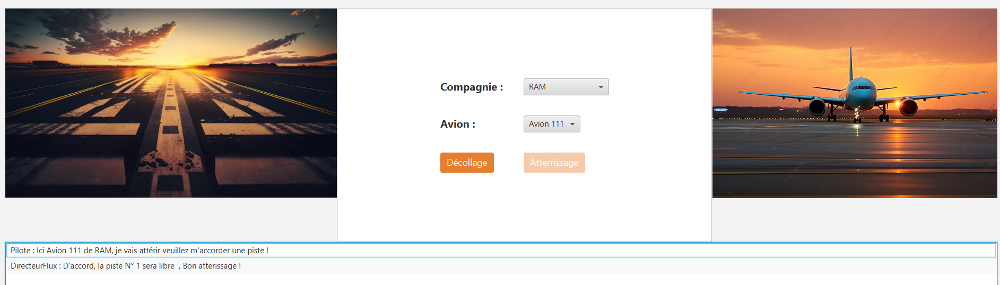 Compagnie : RAM
Avion : Avion 111
Décollage Atterrissage
Pilote : Ici Avion 111 de RAM, je vais attérir veuillez m'accorder une piste !
DirecteurFlux : D'accord, la piste N° 1 sera libre  , Bon atterissage !